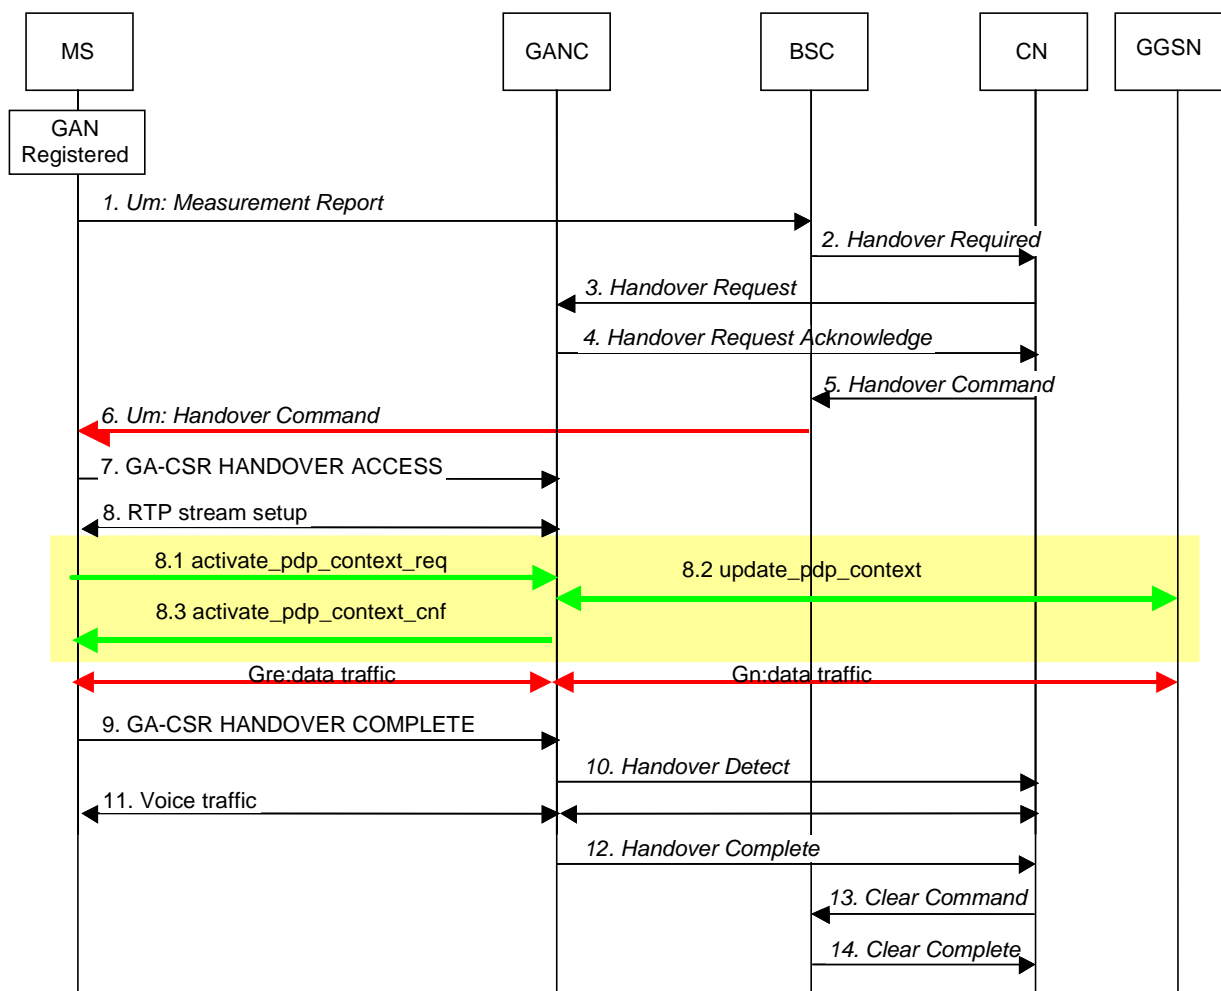 MS
GANC
BSC
CN
GGSN
GAN
Registered
1. Um: Measurement Report
2. Handover Required
3. Handover Request
4. Handover Request Acknowledge
5. Handover Command
6. Um: Handover Command
7. GA-CSR HANDOVER ACCESS
8. RTP stream setup
8.1 activate_pdp_context_req
8.2 update_pdp_context
8.3 activate_pdp_context_cnf
Gre:data traffic
Gn:data traffic
9. GA-CSR HANDOVER COMPLETE
10. Handover Detect
11. Voice traffic
12. Handover Complete
13. Clear Command
14. Clear Complete